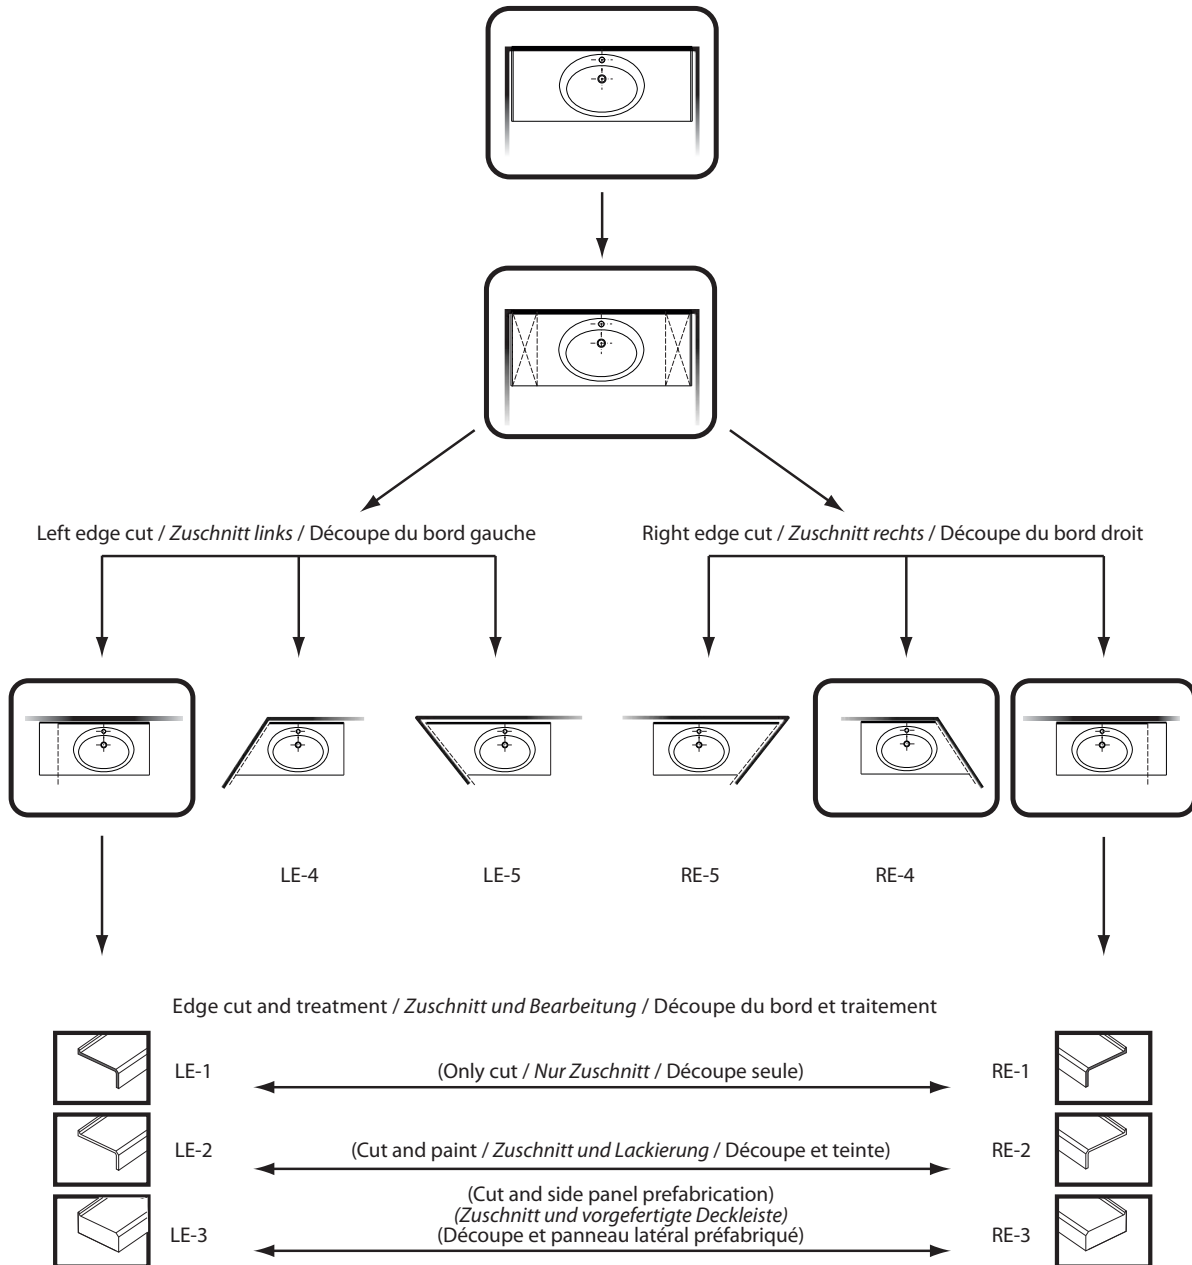 Left edge cut / Zuschnitt links / Découpe du bord gauche
Right edge cut / Zuschnitt rechts / Découpe du bord droit
LE-4
LE-5
RE-5
RE-4
Edge cut and treatment / Zuschnitt und Bearbeitung / Découpe du bord et traitement
LE-1
(Only cut / Nur Zuschnitt / Découpe seule)
RE-1
LE-2
(Cut and paint / Zuschnitt und Lackierung / Découpe et teinte)
RE-2
(Cut and side panel prefabrication)
(Zuschnitt und vorgefertigte Deckleiste)
LE-3
(Découpe et panneau latéral préfabriqué)
RE-3